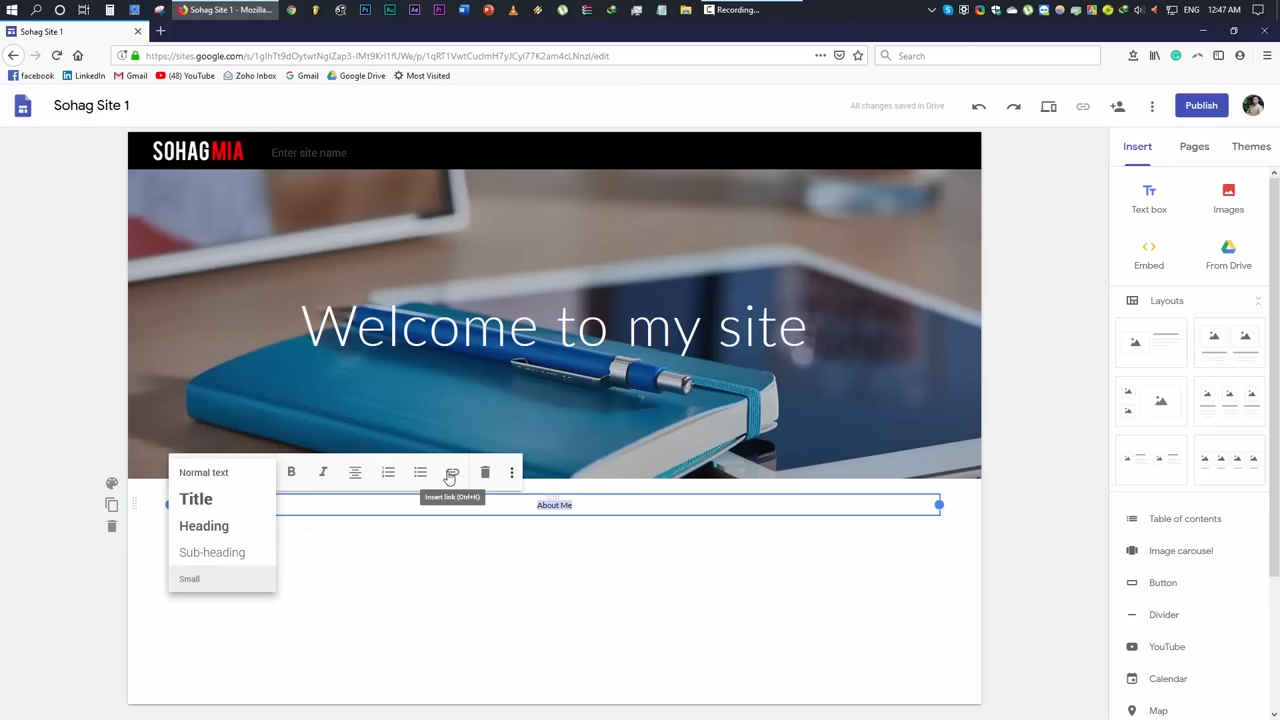 Sohag Site 1 - Mozilla...
Recording...
ENG
12:47 AM
Sohag Site 1
https://sites.google.com/s/1gIhTt9dOytwtNgIZap3-IMt9KrI1fUWe/p/1qRT1VwtCudmH7yJCyI77K2am4cLNnzI/edit
Search
facebook
LinkedIn
Gmail
(48) YouTube
Zoho Inbox
Gmail
Google Drive
Most Visited
Sohag Site 1
All changes saved in Drive
Publish
SOHAGMIA
Enter site name
Insert
Pages
Themes
Text box
Images
Embed
From Drive
Welcome to my site
Layouts
Normal text
Title
Heading
Sub-heading
Small
B
I
Insert link (Ctrl+K)
About Me
Table of contents
Image carousel
Button
Divider
YouTube
Calendar
Map